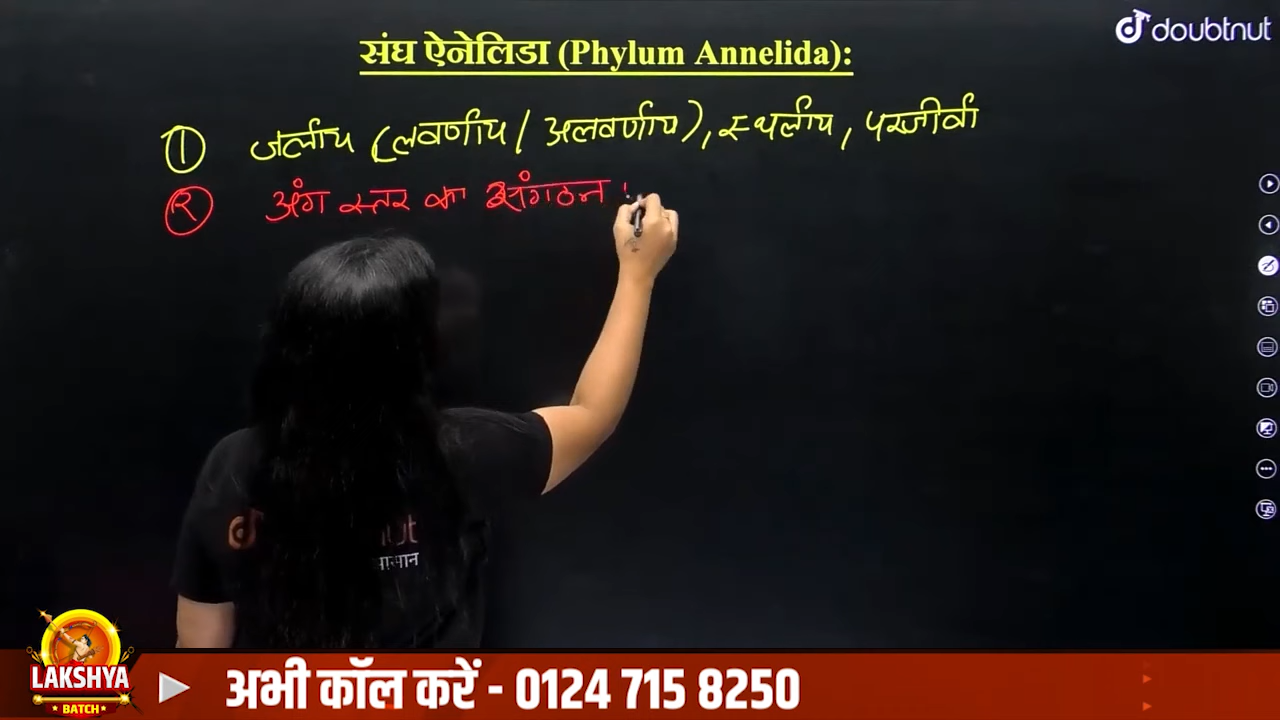 doubtnut
संघ ऐनेलिडा (Phylum Annelida):
① जलीय (लवणीय / अलवणीय), स्थलीय, परजीवी
② अंग स्तर का संगठन :
LAKSHYA
BATCH
अभी कॉल करें - 0124 715 8250